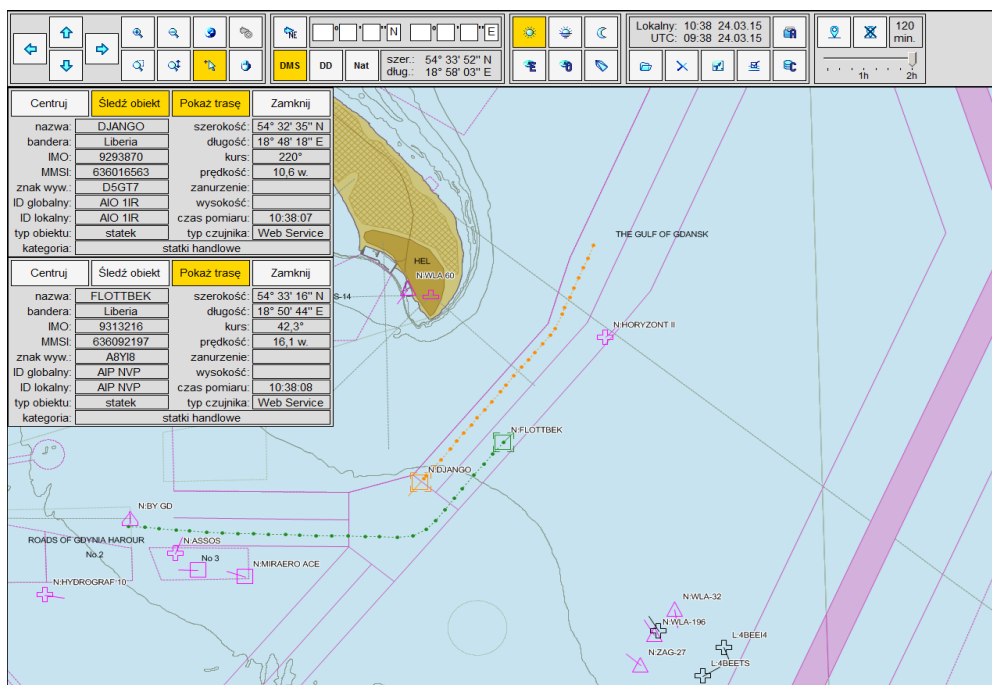 NE
° ' " N ° ' " E
Lokalny: 10:38 24.03.15
UTC: 09:38 24.03.15
120 min.
DMS DD Nat
szer.: 54° 33' 52" N
dług.: 18° 58' 03" E
1h 2h
Centruj Śledź obiekt Pokaż trasę Zamknij
nazwa: DJANGO szerokość: 54° 32' 35" N
bandera: Liberia długość: 18° 48' 18" E
IMO: 9293870 kurs: 220°
MMSI: 636016563 prędkość: 10,6 w.
znak wyw.: D5GT7 zanurzenie:
ID globalny: AIO 1IR wysokość:
ID lokalny: AIO 1IR czas pomiaru: 10:38:07
typ obiektu: statek typ czujnika: Web Service
kategoria: statki handlowe
Centruj Śledź obiekt Pokaż trasę Zamknij
nazwa: FLOTTBEK szerokość: 54° 33' 16" N
bandera: Liberia długość: 18° 50' 44" E
IMO: 9313216 kurs: 42,3°
MMSI: 636092197 prędkość: 16,1 w.
znak wyw.: A8YI8 zanurzenie:
ID globalny: AIP NVP wysokość:
ID lokalny: AIP NVP czas pomiaru: 10:38:08
typ obiektu: statek typ czujnika: Web Service
kategoria: statki handlowe
THE GULF OF GDANSK
HEL
N:WLA-60
S-14
N:HORYZONT II
N:FLOTTBEK
N:DJANGO
N:BY GD
ROADS OF GDYNIA HAROUR
No 2
N:ASSOS
No 3
N:MIRAERO ACE
N:HYDROGRAF'10
N:WLA-32
N:WLA-196
N:ZAG-27
L:4BEEI4
L:4BEETS